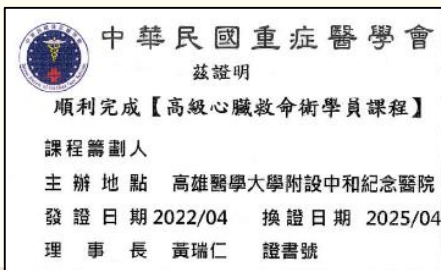 中華民國重症醫學會
茲證明
順利完成【高級心臟救命術學員課程】
課程籌劃人
主辦地點 高雄醫學大學附設中和紀念醫院
發證日期 2022/04 換證日期 2025/04
理事長 黃瑞仁 證書號